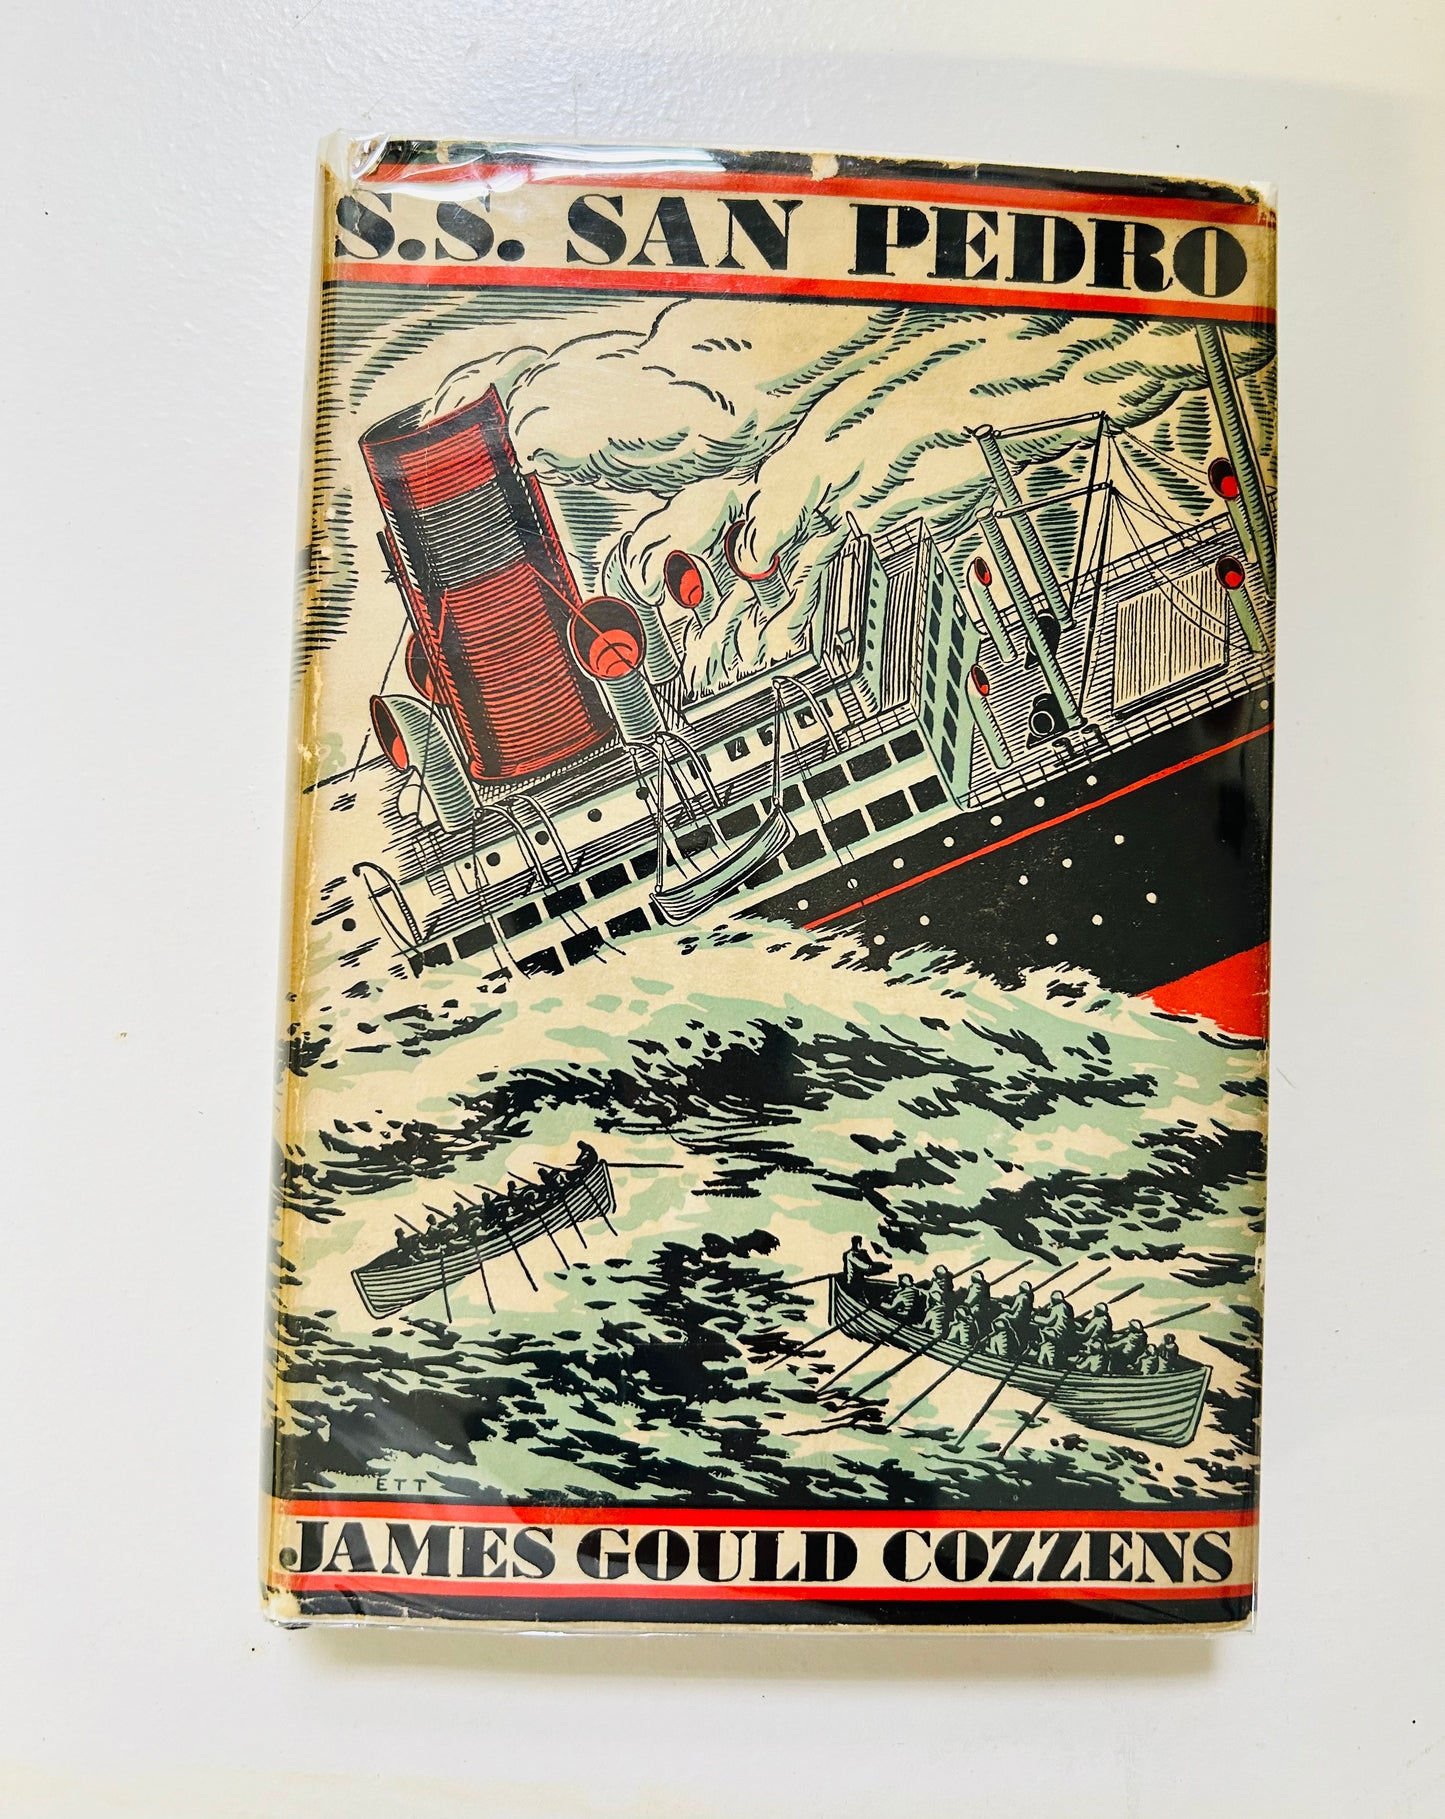 S.S. SAN PEDRO
ETT
JAMES GOULD COZZENS